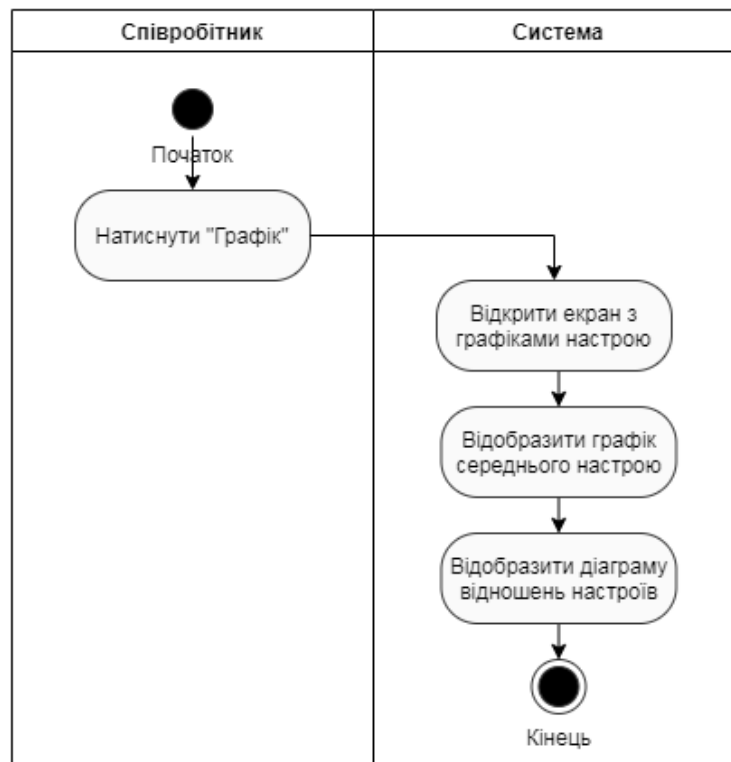 Співробітник
Система
Початок
Натиснути "Графік"
Відкрити екран з
графіками настрою
Відобразити графік
середнього настрою
Відобразити діаграму
відношень настроїв
Кінець